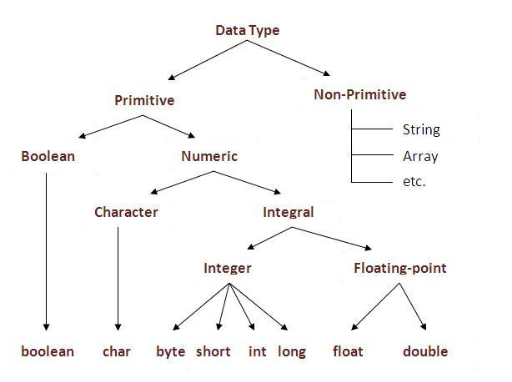 Data Type
Primitive
Non-Primitive
String
Array
etc.
Boolean
Numeric
Character
Integral
Integer
Floating-point
boolean char byte short int long float double